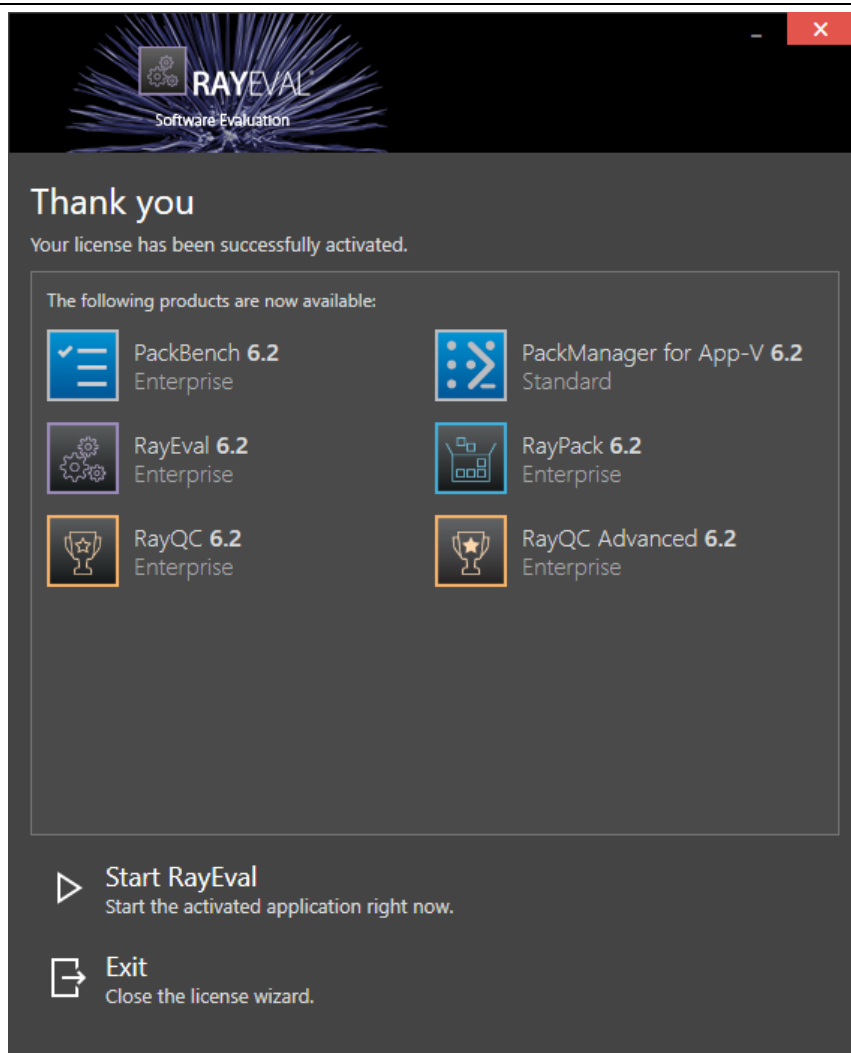 RAYEVAL
Software Evaluation
Thank you
Your license has been successfully activated.
The following products are now available:
PackBench 6.2
Enterprise
PackManager for App-V 6.2
Standard
RayEval 6.2
Enterprise
RayPack 6.2
Enterprise
RayQC 6.2
Enterprise
RayQC Advanced 6.2
Enterprise
Start RayEval
Start the activated application right now.
Exit
Close the license wizard.